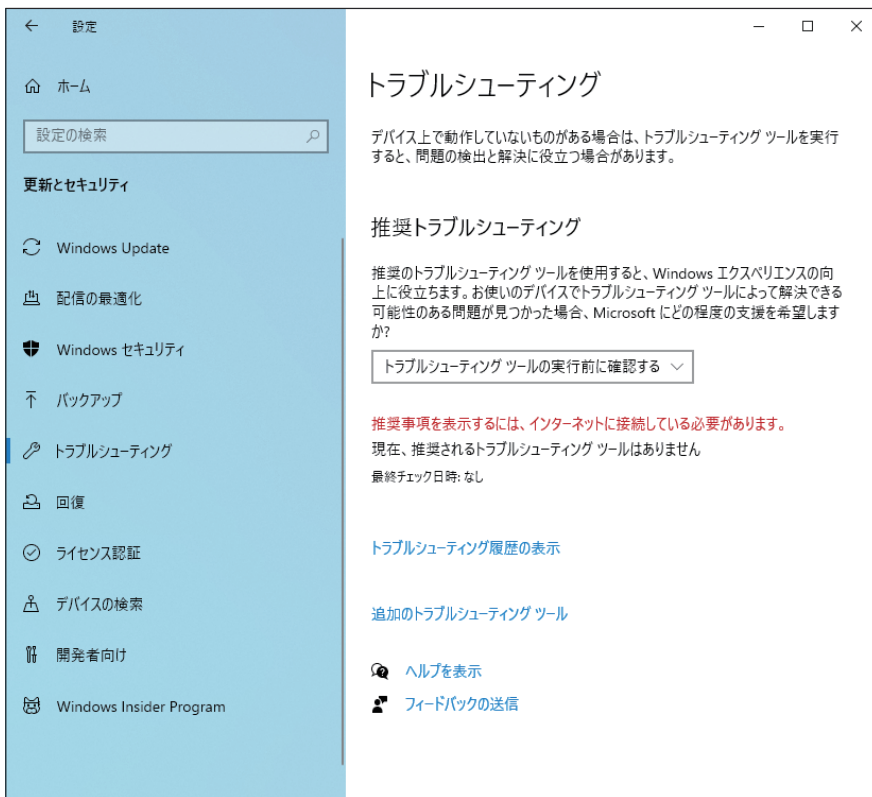 設定
ホーム
設定の検索
更新とセキュリティ
Windows Update
配信の最適化
Windows セキュリティ
バックアップ
トラブルシューティング
回復
ライセンス認証
デバイスの検索
開発者向け
Windows Insider Program
トラブルシューティング
デバイス上で動作していないものがある場合は、トラブルシューティング ツールを実行
すると、問題の検出と解決に役立つ場合があります。
推奨トラブルシューティング
推奨のトラブルシューティング ツールを使用すると、Windows エクスペリエンスの向
上に役立ちます。お使いのデバイスでトラブルシューティング ツールによって解決できる
可能性のある問題が見つかった場合、Microsoft にどの程度の支援を希望します
か?
トラブルシューティング ツールの実行前に確認する
推奨事項を表示するには、インターネットに接続している必要があります。
現在、推奨されるトラブルシューティング ツールはありません
最終チェック日時: なし
トラブルシューティング履歴の表示
追加のトラブルシューティング ツール
ヘルプを表示
フィードバックの送信